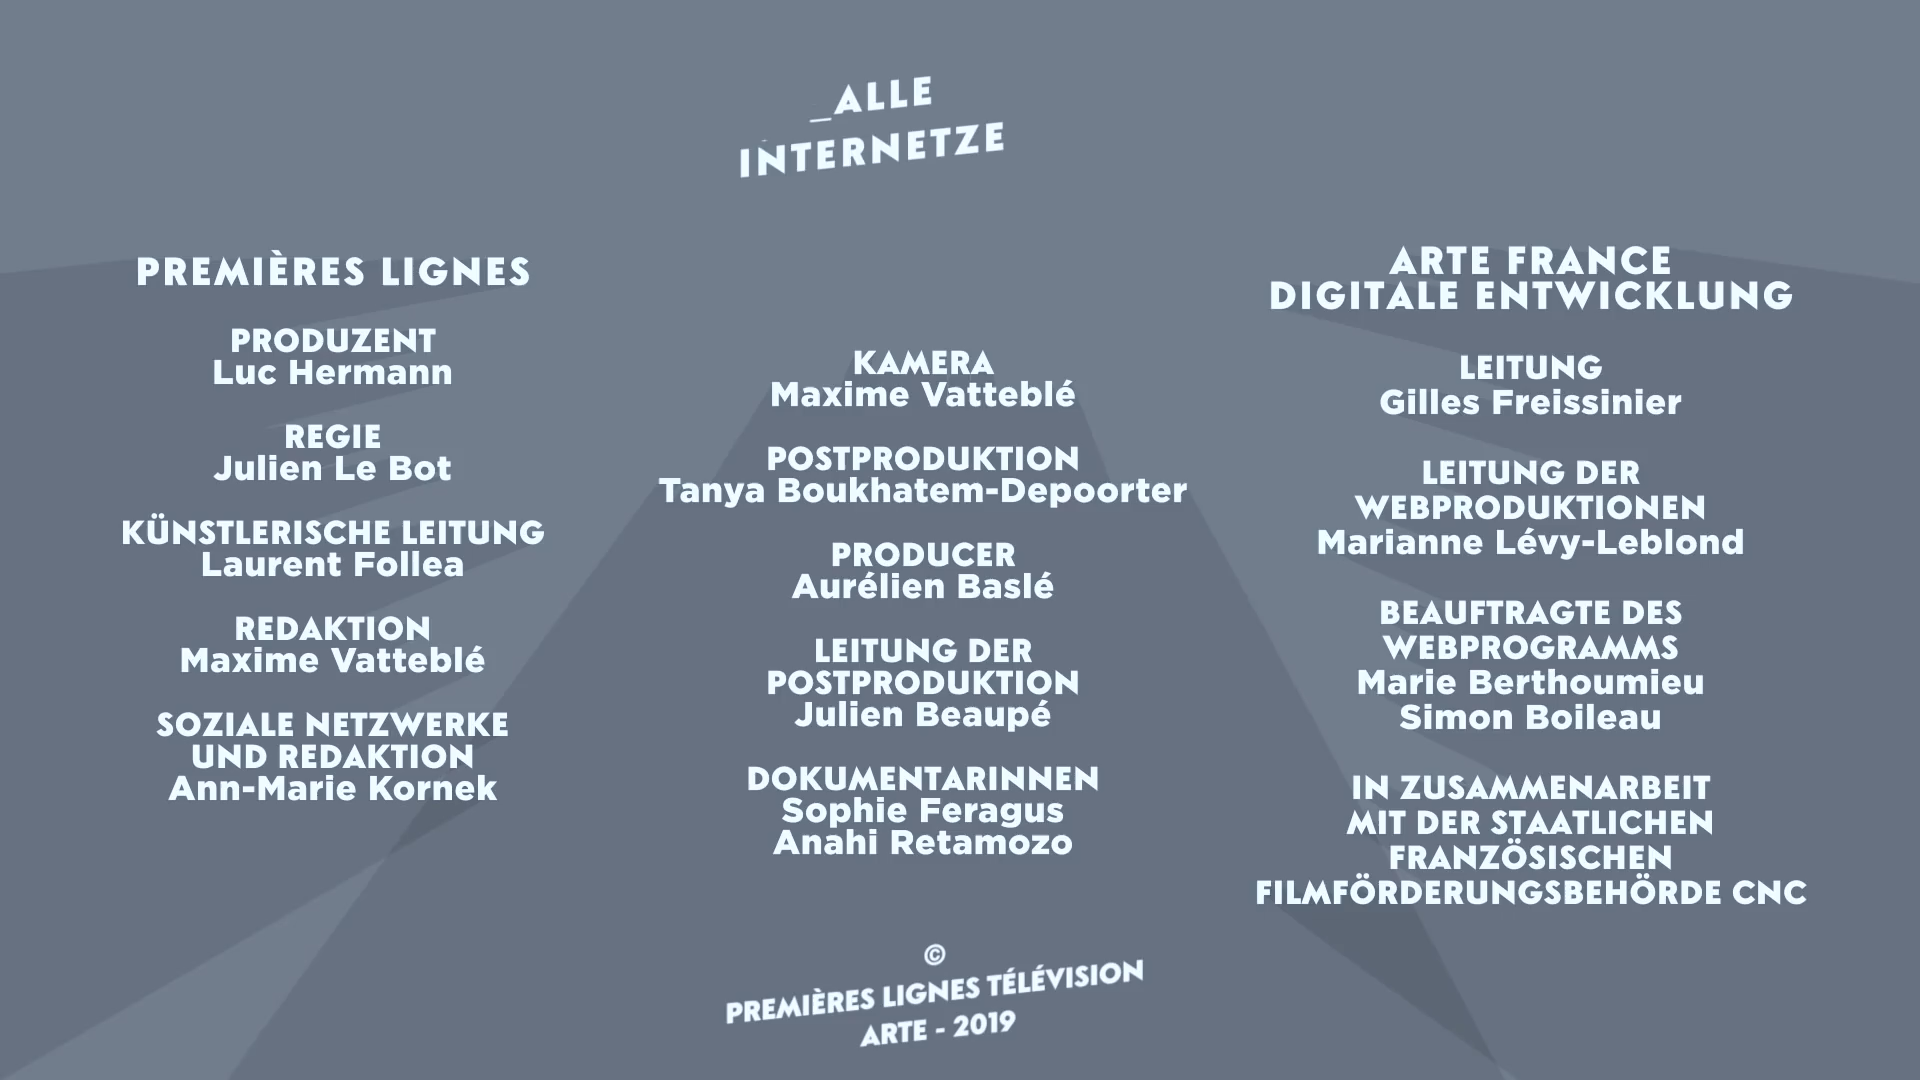 _ALLE
INTERNETZE
PREMIÈRES LIGNES
PRODUZENT
Luc Hermann
REGIE
Julien Le Bot
KÜNSTLERISCHE LEITUNG
Laurent Follea
REDAKTION
Maxime Vatteblé
SOZIALE NETZWERKE
UND REDAKTION
Ann-Marie Kornek
KAMERA
Maxime Vatteblé
POSTPRODUKTION
Tanya Boukhatem-Depoorter
PRODUCER
Aurélien Baslé
LEITUNG DER
POSTPRODUKTION
Julien Beaupé
DOKUMENTARINNEN
Sophie Feragus
Anahi Retamozo
ARTE FRANCE
DIGITALE ENTWICKLUNG
LEITUNG
Gilles Freissinier
LEITUNG DER
WEBPRODUKTIONEN
Marianne Lévy-Leblond
BEAUFTRAGTE DES
WEBPROGRAMMS
Marie Berthoumieu
Simon Boileau
IN ZUSAMMENARBEIT
MIT DER STAATLICHEN
FRANZÖSISCHEN
FILMFÖRDERUNGSBEHÖRDE CNC
©
PREMIÈRES LIGNES TÉLÉVISION
ARTE - 2019